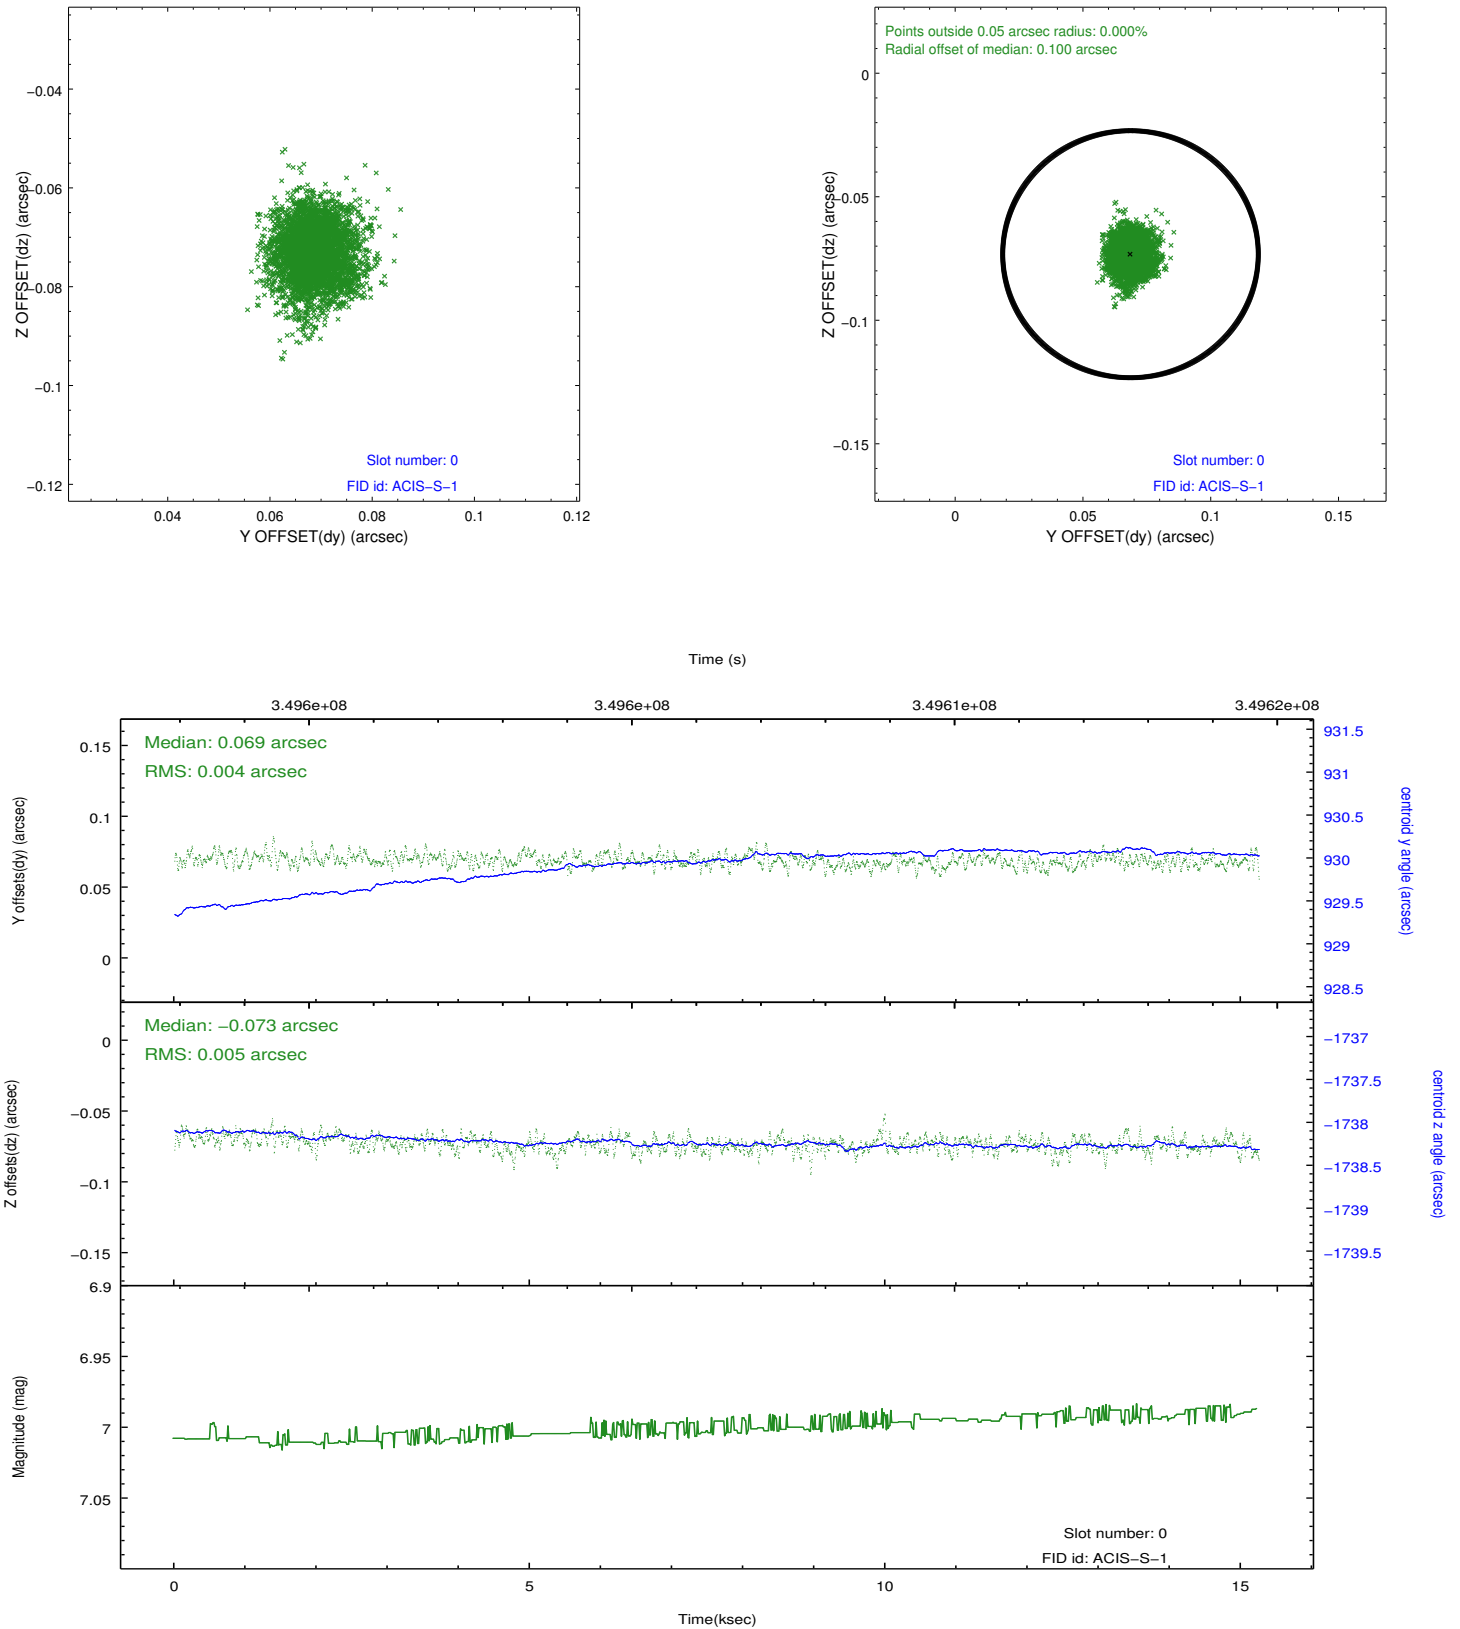 −0.04
−0.06
−0.08
−0.1
−0.12
Z OFFSET(dz) (arcsec)
Slot number: 0
FID id: ACIS−S−1
0.04 0.06 0.08 0.1 0.12
Y OFFSET(dy) (arcsec)
Points outside 0.05 arcsec radius: 0.000%
Radial offset of median: 0.100 arcsec
0
−0.05
−0.1
−0.15
Z OFFSET(dz) (arcsec)
Slot number: 0
FID id: ACIS−S−1
0 0.05 0.1 0.15
Y OFFSET(dy) (arcsec)
Time (s)
3.496e+08 3.496e+08 3.4961e+08 3.4962e+08
Median: 0.069 arcsec
RMS: 0.004 arcsec
0.15
0.1
0.05
0
Y offsets(dy) (arcsec)
931.5
931
930.5
930
929.5
929
928.5
centroid y angle (arcsec)
Median: −0.073 arcsec
RMS: 0.005 arcsec
0
−0.05
−0.1
−0.15
Z offsets(dz) (arcsec)
−1737
−1737.5
−1738
−1738.5
−1739
−1739.5
centroid z angle (arcsec)
6.9
6.95
7
7.05
Magnitude (mag)
Slot number: 0
FID id: ACIS−S−1
0 5 10 15
Time(ksec)